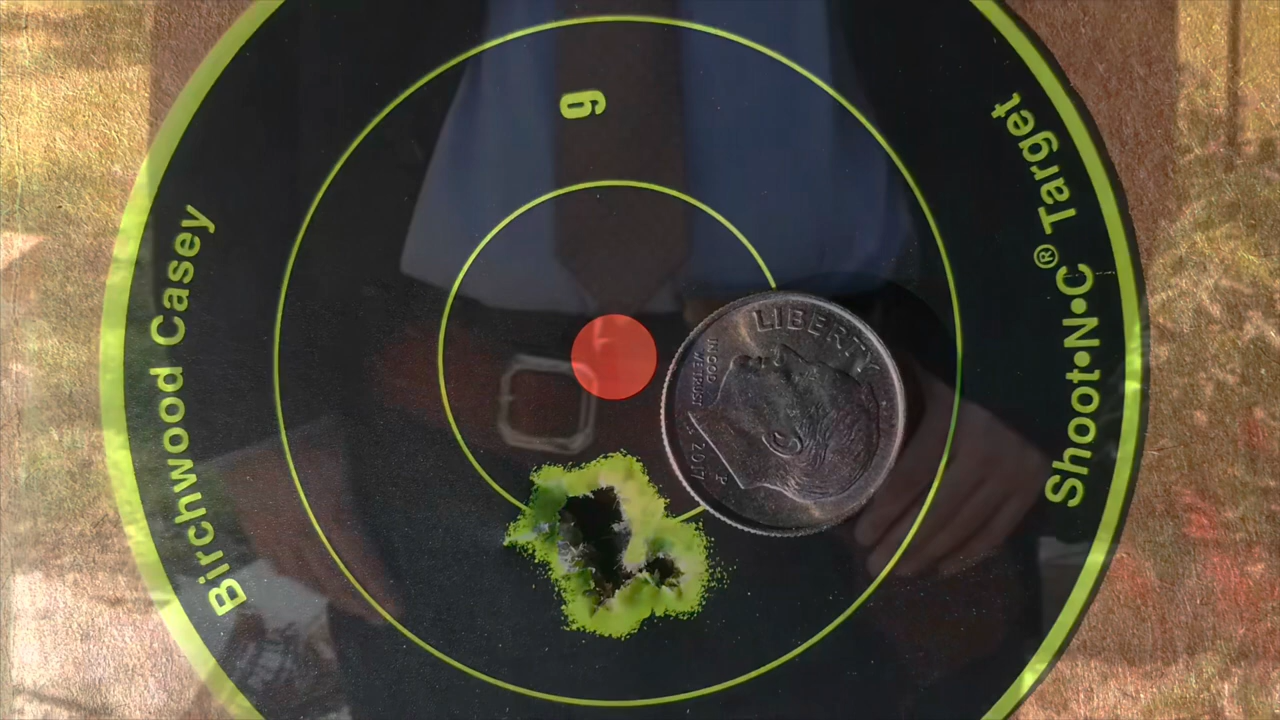 9
Birchwood Casey
Shoot•N•C® Target
LIBERTY
IN GOD
WE TRUST
P
2017